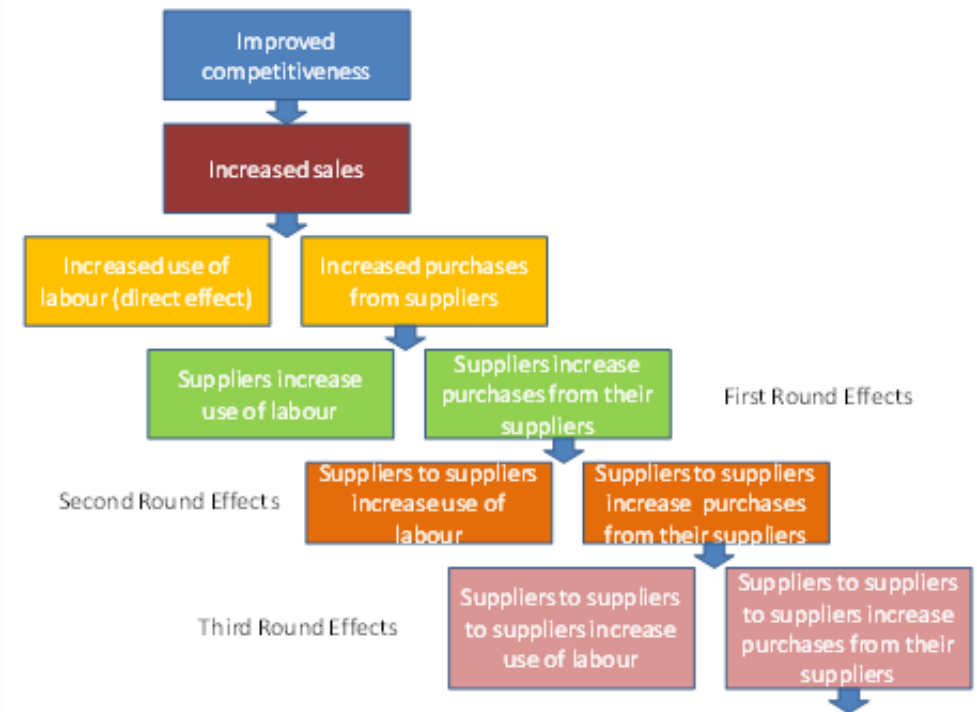 Improved
competitiveness
Increased sales
Increased use of
labour (direct effect)
Increased purchases
from suppliers
Suppliers increase
use of labour
Suppliers increase
purchases from their
suppliers
First Round Effects
Second Round Effects
Suppliers to suppliers
increase use of
labour
Suppliers to suppliers
increase purchases
from their suppliers
Third Round Effects
Suppliers to suppliers
to suppliers increase
use of labour
Suppliers to suppliers
to suppliers increase
purchases from their
suppliers